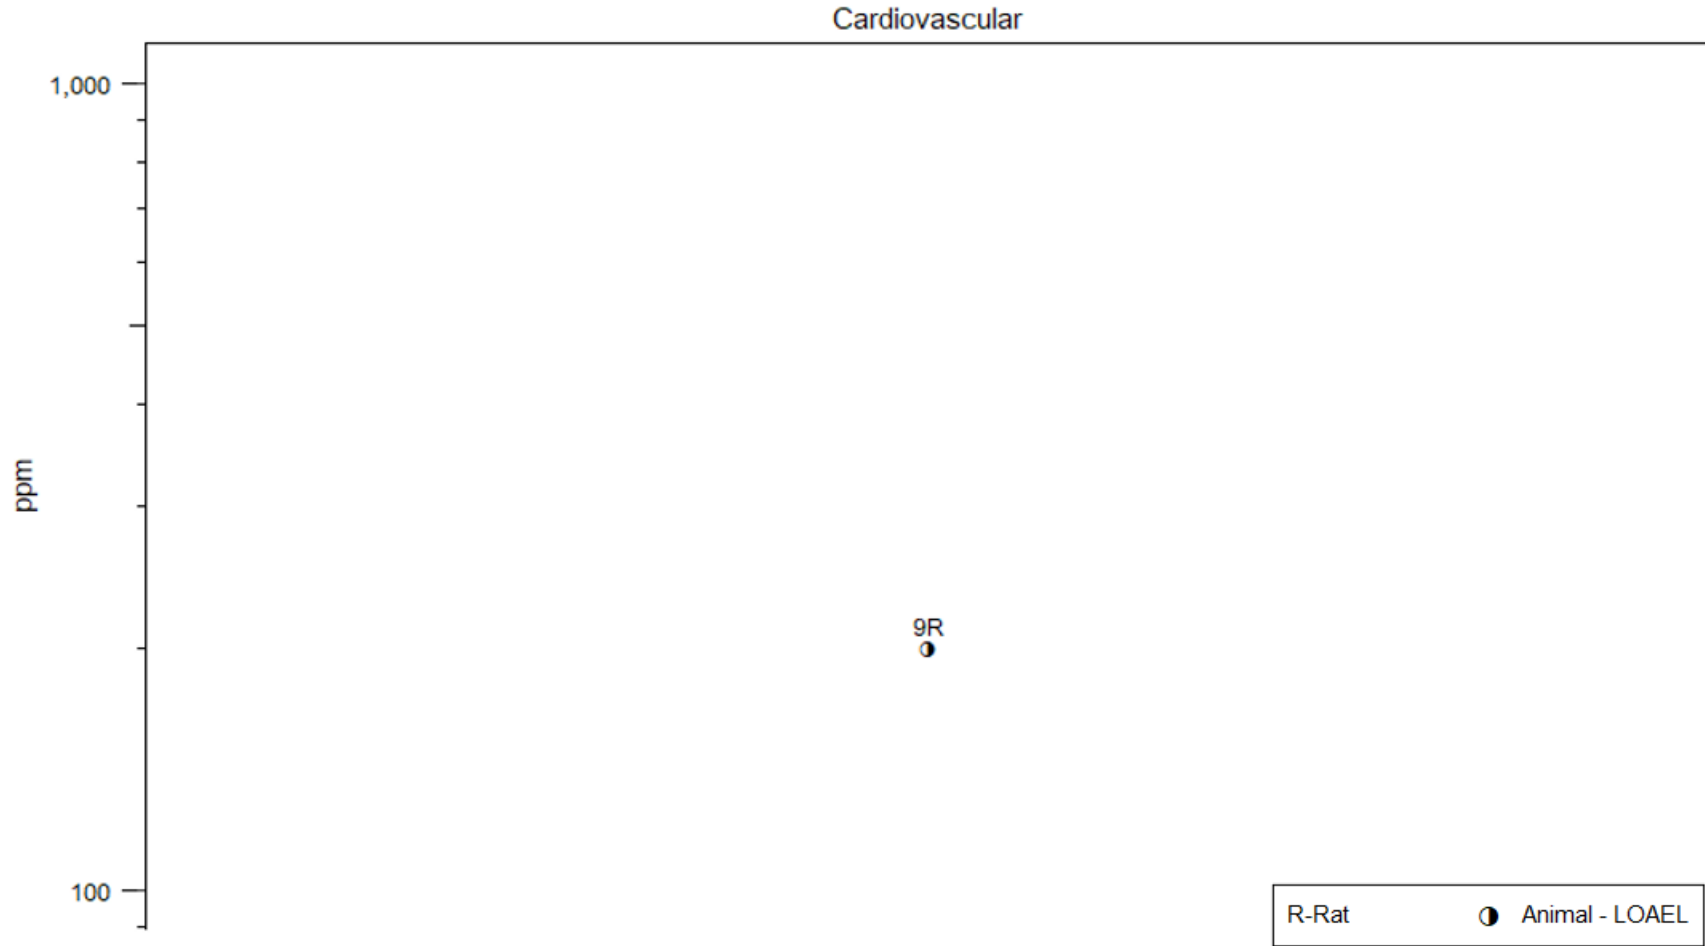 Cardiovascular
1,000
ppm
9R
100
R-Rat
Animal - LOAEL